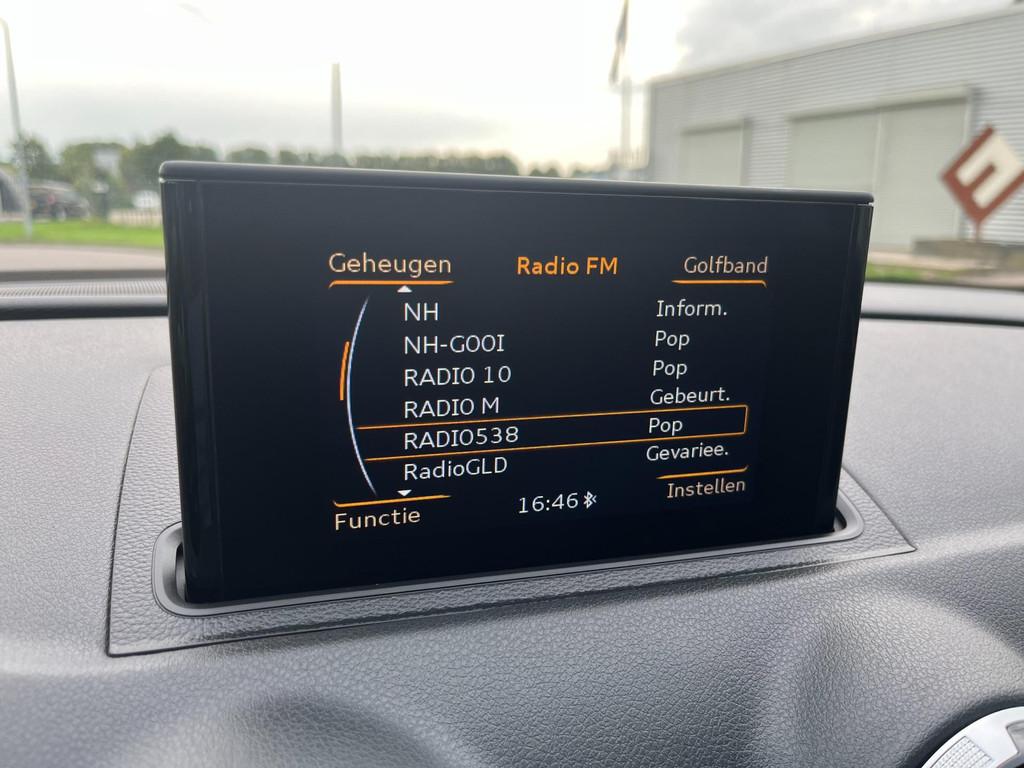 Geheugen Radio FM Golfband
NH Inform.
NH-GOOI Pop
RADIO 10 Pop
RADIO M Gebeurt.
RADIO538 Pop
RadioGLD Gevariee.
Functie 16:46 Instellen